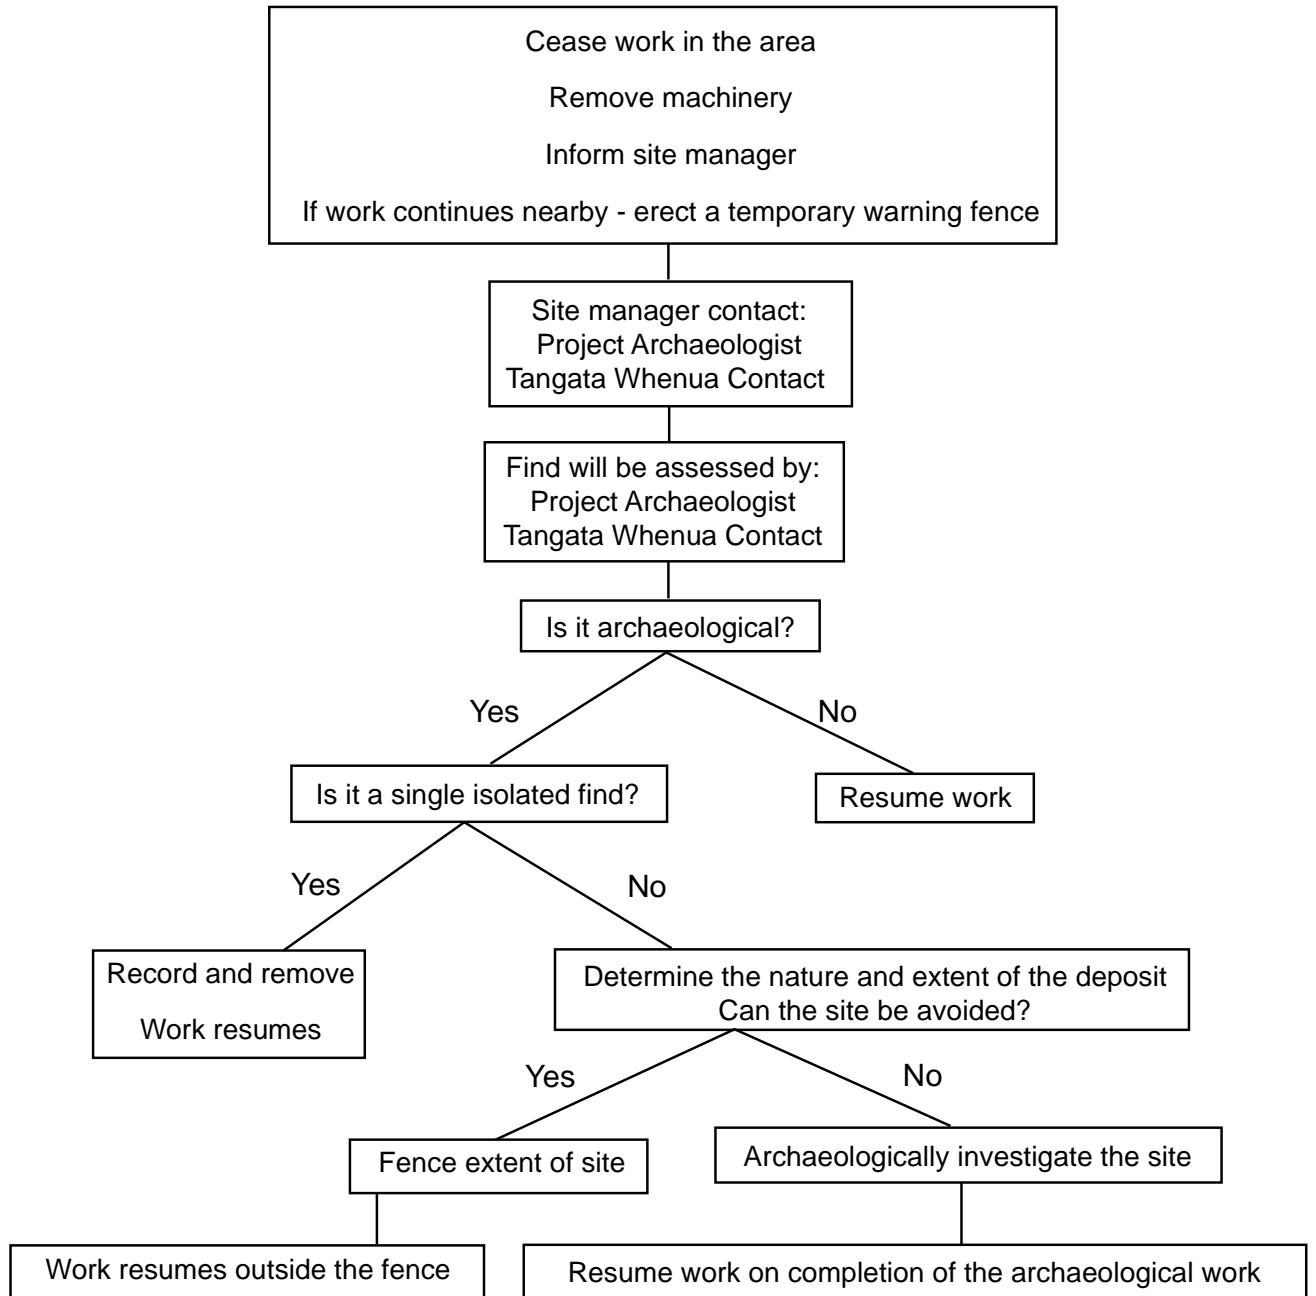 Cease work in the area
Remove machinery
Inform site manager
If work continues nearby - erect a temporary warning fence
Site manager contact:
Project Archaeologist
Tangata Whenua Contact
Find will be assessed by:
Project Archaeologist
Tangata Whenua Contact
Is it archaeological?
Yes
No
Is it a single isolated find?
Resume work
Yes
No
Record and remove
Work resumes
Determine the nature and extent of the deposit
Can the site be avoided?
Yes
No
Fence extent of site
Archaeologically investigate the site
Work resumes outside the fence
Resume work on completion of the archaeological work